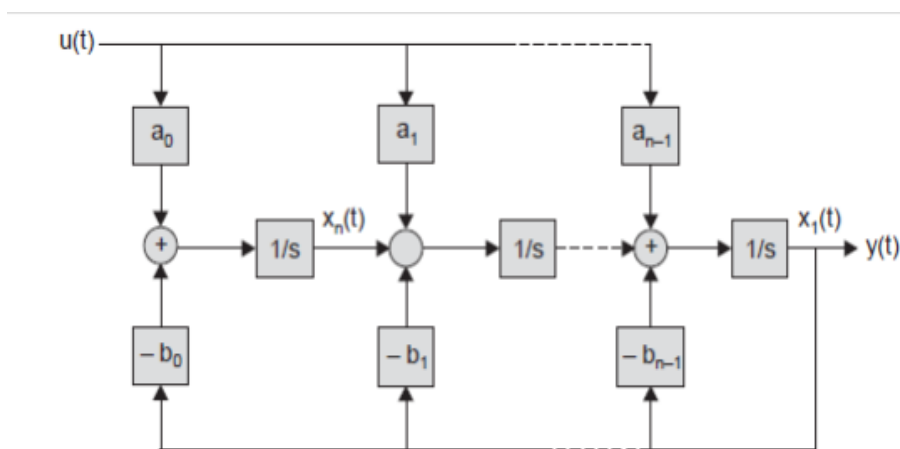 u(t)
a₀ a₁ aₙ₋₁
xₙ(t) x₁(t)
+ 1/s 1/s + 1/s y(t)
– b₀ – b₁ – bₙ₋₁